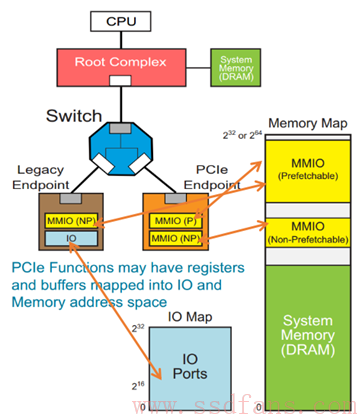 CPU
Root Complex
System
Memory
(DRAM)
Switch
Memory Map
2^32 or 2^64
Legacy
Endpoint
PCIe
Endpoint
MMIO
(Prefetchable)
MMIO (NP)
IO
MMIO (P)
MMIO (NP)
MMIO
(Non-Prefetchable)
PCIe Functions may have registers
and buffers mapped into IO and
Memory address space
IO Map
2^32
IO
Ports
2^16
0
System
Memory
(DRAM)
0
www.ssdfans.com